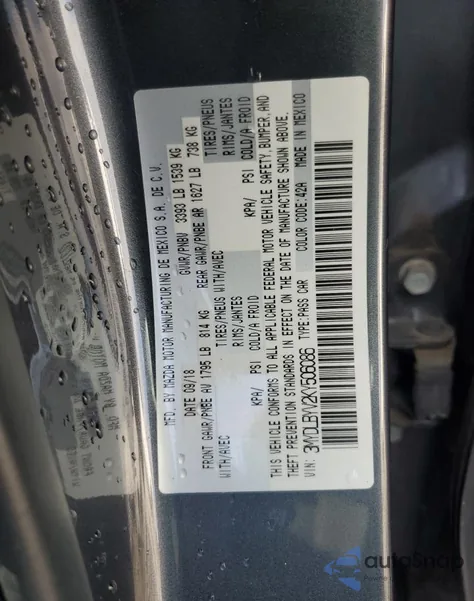 MFD. BY MAZDA MOTOR MANUFACTURING DE MEXICO S.A. DE C.V.
DATE 09/18 GVWR/PNBV 3393 LB 1539 KG
FRONT GAWR/PNBE AV 1795 LB 814 KG REAR GAWR/PNBE AR 1627 LB 738 KG
WITH/AVEC TIRES/PNEUS WITH/AVEC TIRES/PNEUS
RIMS/JANTES RIMS/JANTES
KPA/ PSI COLD/A FROID KPA/ PSI COLD/A FROID
THIS VEHICLE CONFORMS TO ALL APPLICABLE FEDERAL MOTOR VEHICLE SAFETY, BUMPER, AND
THEFT PREVENTION STANDARDS IN EFFECT ON THE DATE OF MANUFACTURE SHOWN ABOVE.
VIN: 3MYDLBYV2KY506086 TYPE:PASS CAR COLOR CODE:42A MADE IN MEXICO
autoSnap